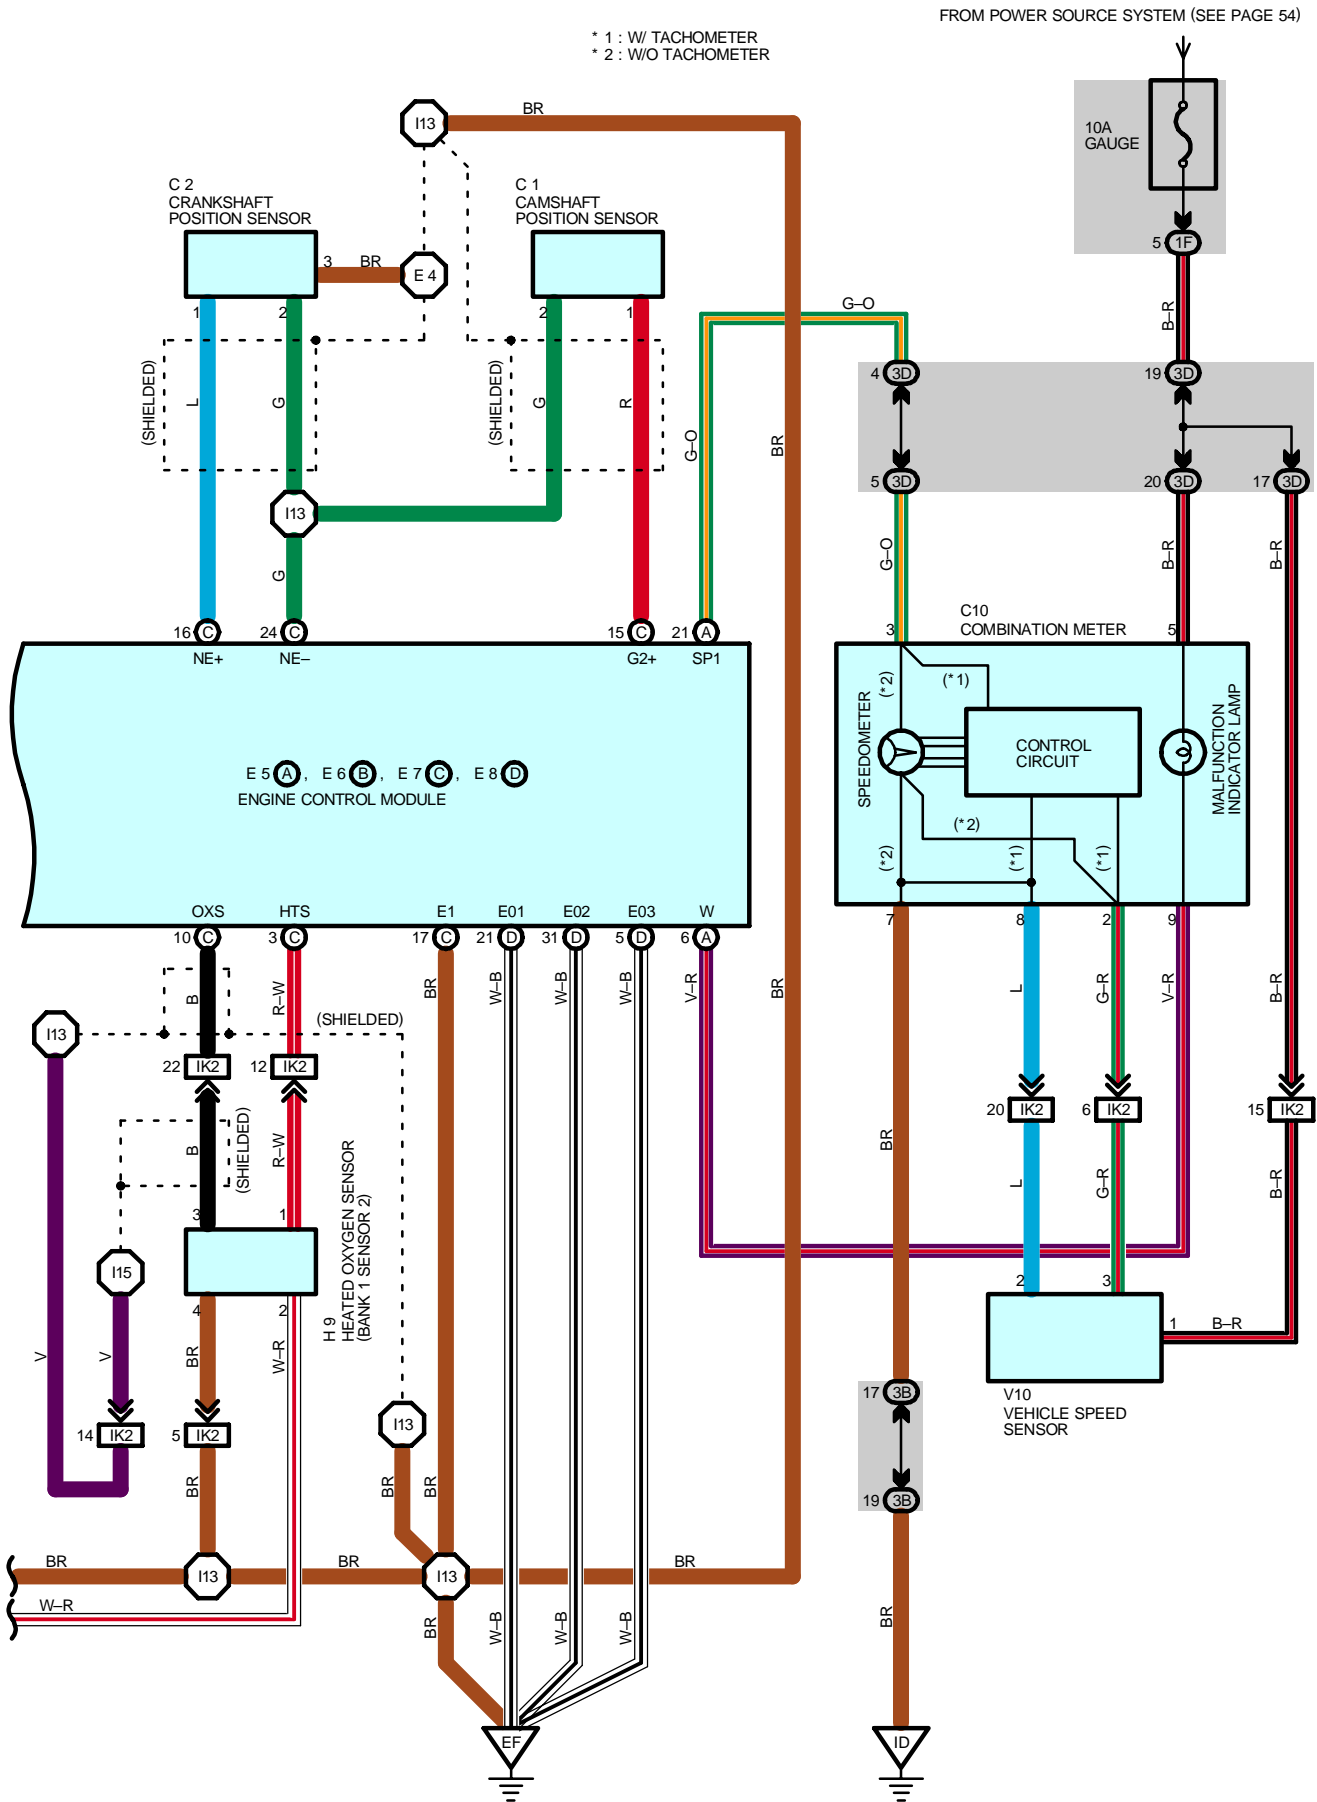 FROM POWER SOURCE SYSTEM (SEE PAGE 54)
* 1 : W/ TACHOMETER
* 2 : W/O TACHOMETER
I13
BR
10A
GAUGE
C 2
CRANKSHAFT
POSITION SENSOR
C 1
CAMSHAFT
POSITION SENSOR
5 1F
3 BR
E 4
1 2
2 1
G–O
B–R
(SHIELDED)
L
G
(SHIELDED)
G
R
G–O
BR
4 3D
19 3D
5 3D
20 3D
17 3D
I13
G
G–O
B–R
B–R
C10
COMBINATION METER
16 C
24 C
15 C
21 A
3
5
NE+
NE–
G2+
SP1
(*2)
(*1)
SPEEDOMETER
CONTROL
CIRCUIT
MALFUNCTION
INDICATOR LAMP
E 5 A , E 6 B , E 7 C , E 8 D
ENGINE CONTROL MODULE
(*2)
(*2)
(*1)
(*1)
OXS
HTS
E1
E01
E02
E03
W
10 C
3 C
17 C
21 D
31 D
5 D
6 A
7
8
2
9
B
R–W
BR
W–B
W–B
W–B
V–R
BR
L
G–R
V–R
B–R
I13
(SHIELDED)
22 IK2
12 IK2
20 IK2
6 IK2
15 IK2
B
(SHIELDED)
R–W
BR
L
G–R
B–R
3
1
H 9
HEATED OXYGEN SENSOR
(BANK 1 SENSOR 2)
I15
2
3
4
2
1 B–R
V
V
BR
W–R
V10
VEHICLE SPEED
SENSOR
17 3B
I13
14 IK2
5 IK2
BR
BR
BR
19 3B
BR
I13
BR
I13
BR
W–R
BR
W–B
W–B
W–B
BR
EF
ID